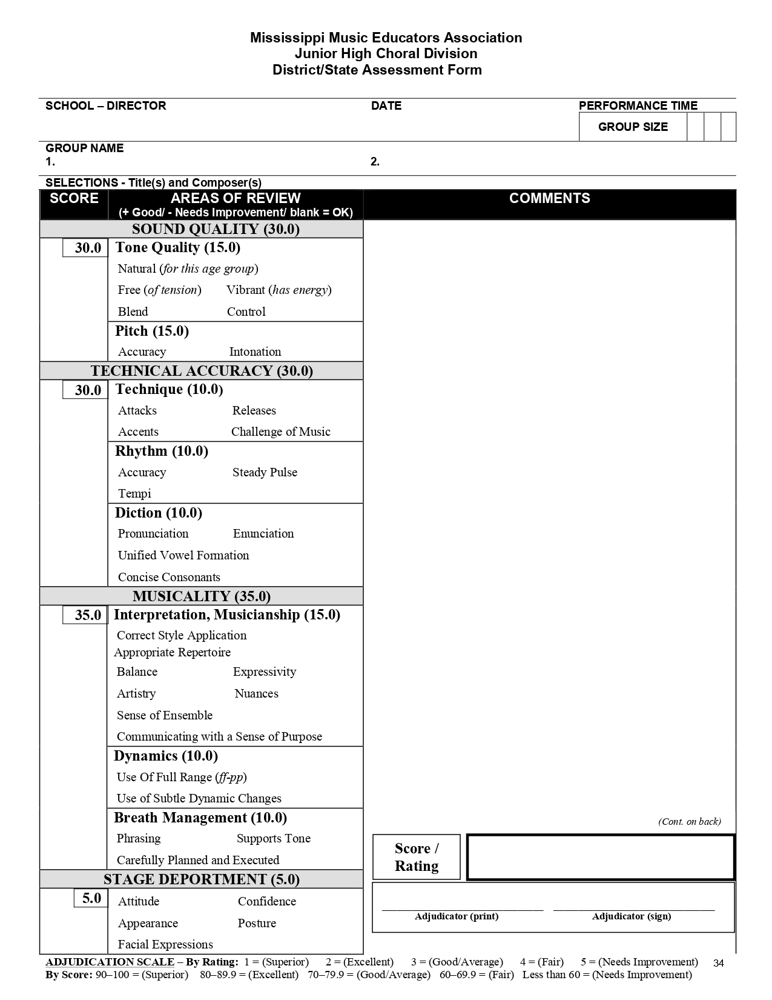 Mississippi Music Educators Association
Junior High Choral Division
District/State Assessment Form
SCHOOL – DIRECTOR DATE PERFORMANCE TIME
GROUP SIZE
GROUP NAME
1. 2.
SELECTIONS - Title(s) and Composer(s)
SCORE AREAS OF REVIEW COMMENTS
(+ Good/ - Needs Improvement/ blank = OK)
SOUND QUALITY (30.0)
30.0 Tone Quality (15.0)
Natural (for this age group)
Free (of tension) Vibrant (has energy)
Blend Control
Pitch (15.0)
Accuracy Intonation
TECHNICAL ACCURACY (30.0)
30.0 Technique (10.0)
Attacks Releases
Accents Challenge of Music
Rhythm (10.0)
Accuracy Steady Pulse
Tempi
Diction (10.0)
Pronunciation Enunciation
Unified Vowel Formation
Concise Consonants
MUSICALITY (35.0)
35.0 Interpretation, Musicianship (15.0)
Correct Style Application
Appropriate Repertoire
Balance Expressivity
Artistry Nuances
Sense of Ensemble
Communicating with a Sense of Purpose
Dynamics (10.0)
Use Of Full Range (ff-pp)
Use of Subtle Dynamic Changes
Breath Management (10.0)
Phrasing Supports Tone
Carefully Planned and Executed
(Cont. on back)
Score /
Rating
STAGE DEPORTMENT (5.0)
5.0 Attitude Confidence
Appearance Posture
Facial Expressions
Adjudicator (print) Adjudicator (sign)
ADJUDICATION SCALE – By Rating: 1 = (Superior) 2 = (Excellent) 3 = (Good/Average) 4 = (Fair) 5 = (Needs Improvement) 34
By Score: 90–100 = (Superior) 80–89.9 = (Excellent) 70–79.9 = (Good/Average) 60–69.9 = (Fair) Less than 60 = (Needs Improvement)